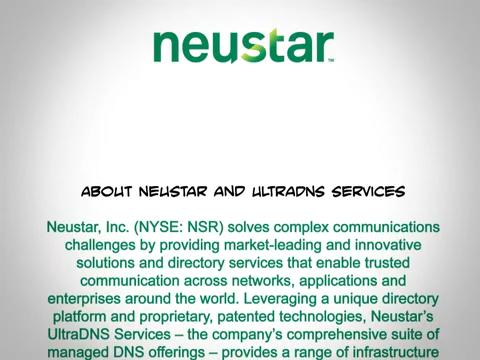 neustar™
ABOUT NEUSTAR AND ULTRADNS SERVICES
Neustar, Inc. (NYSE: NSR) solves complex communications
challenges by providing market-leading and innovative
solutions and directory services that enable trusted
communication across networks, applications and
enterprises around the world. Leveraging a unique directory
platform and proprietary, patented technologies, Neustar’s
UltraDNS Services – the company’s comprehensive suite of
managed DNS offerings – provides a range of infrastructure